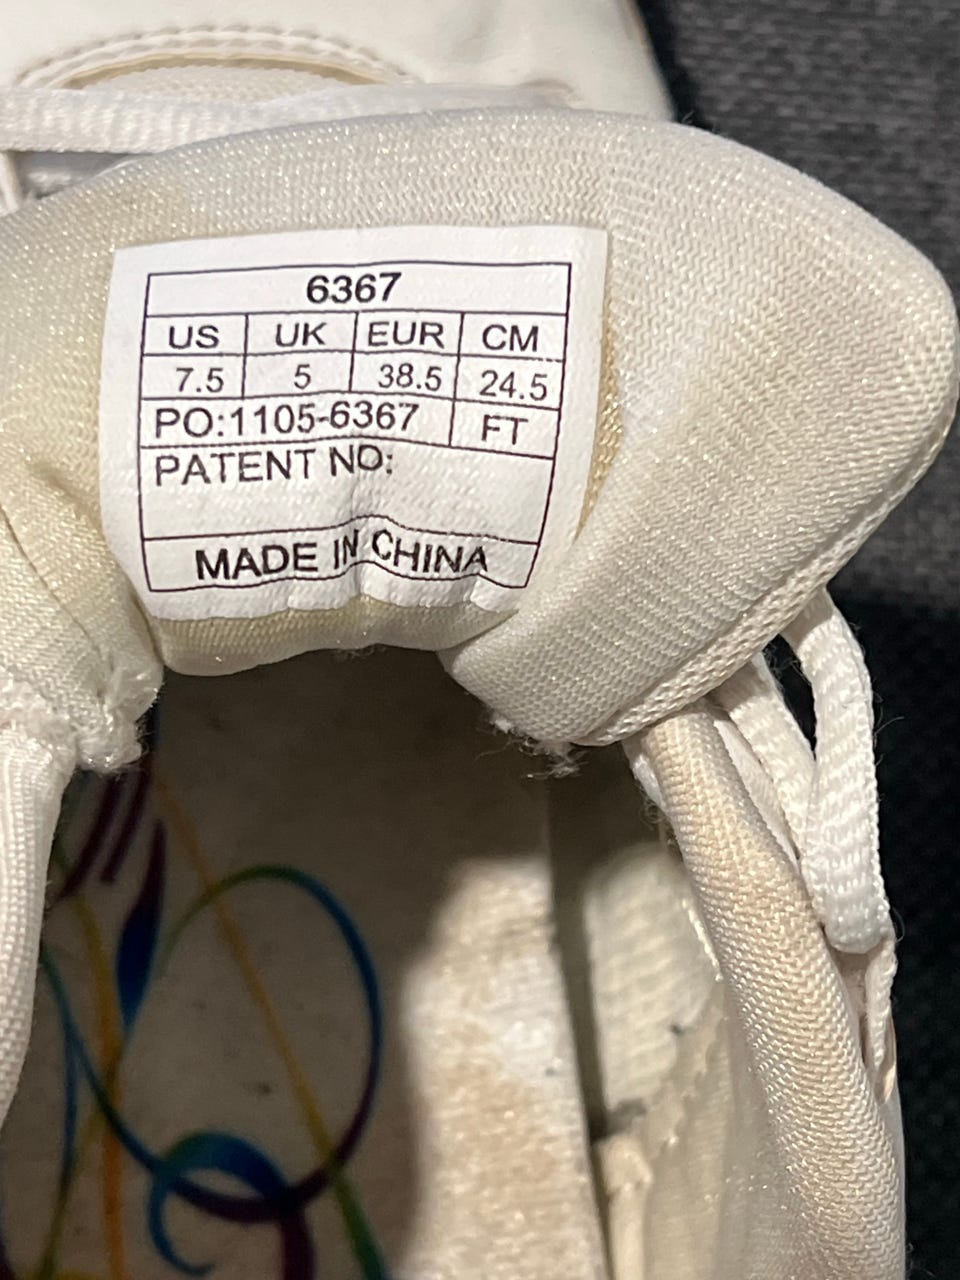 6367
US UK EUR CM
7.5 5 38.5 24.5
PO:1105-6367 FT
PATENT NO:
MADE IN CHINA